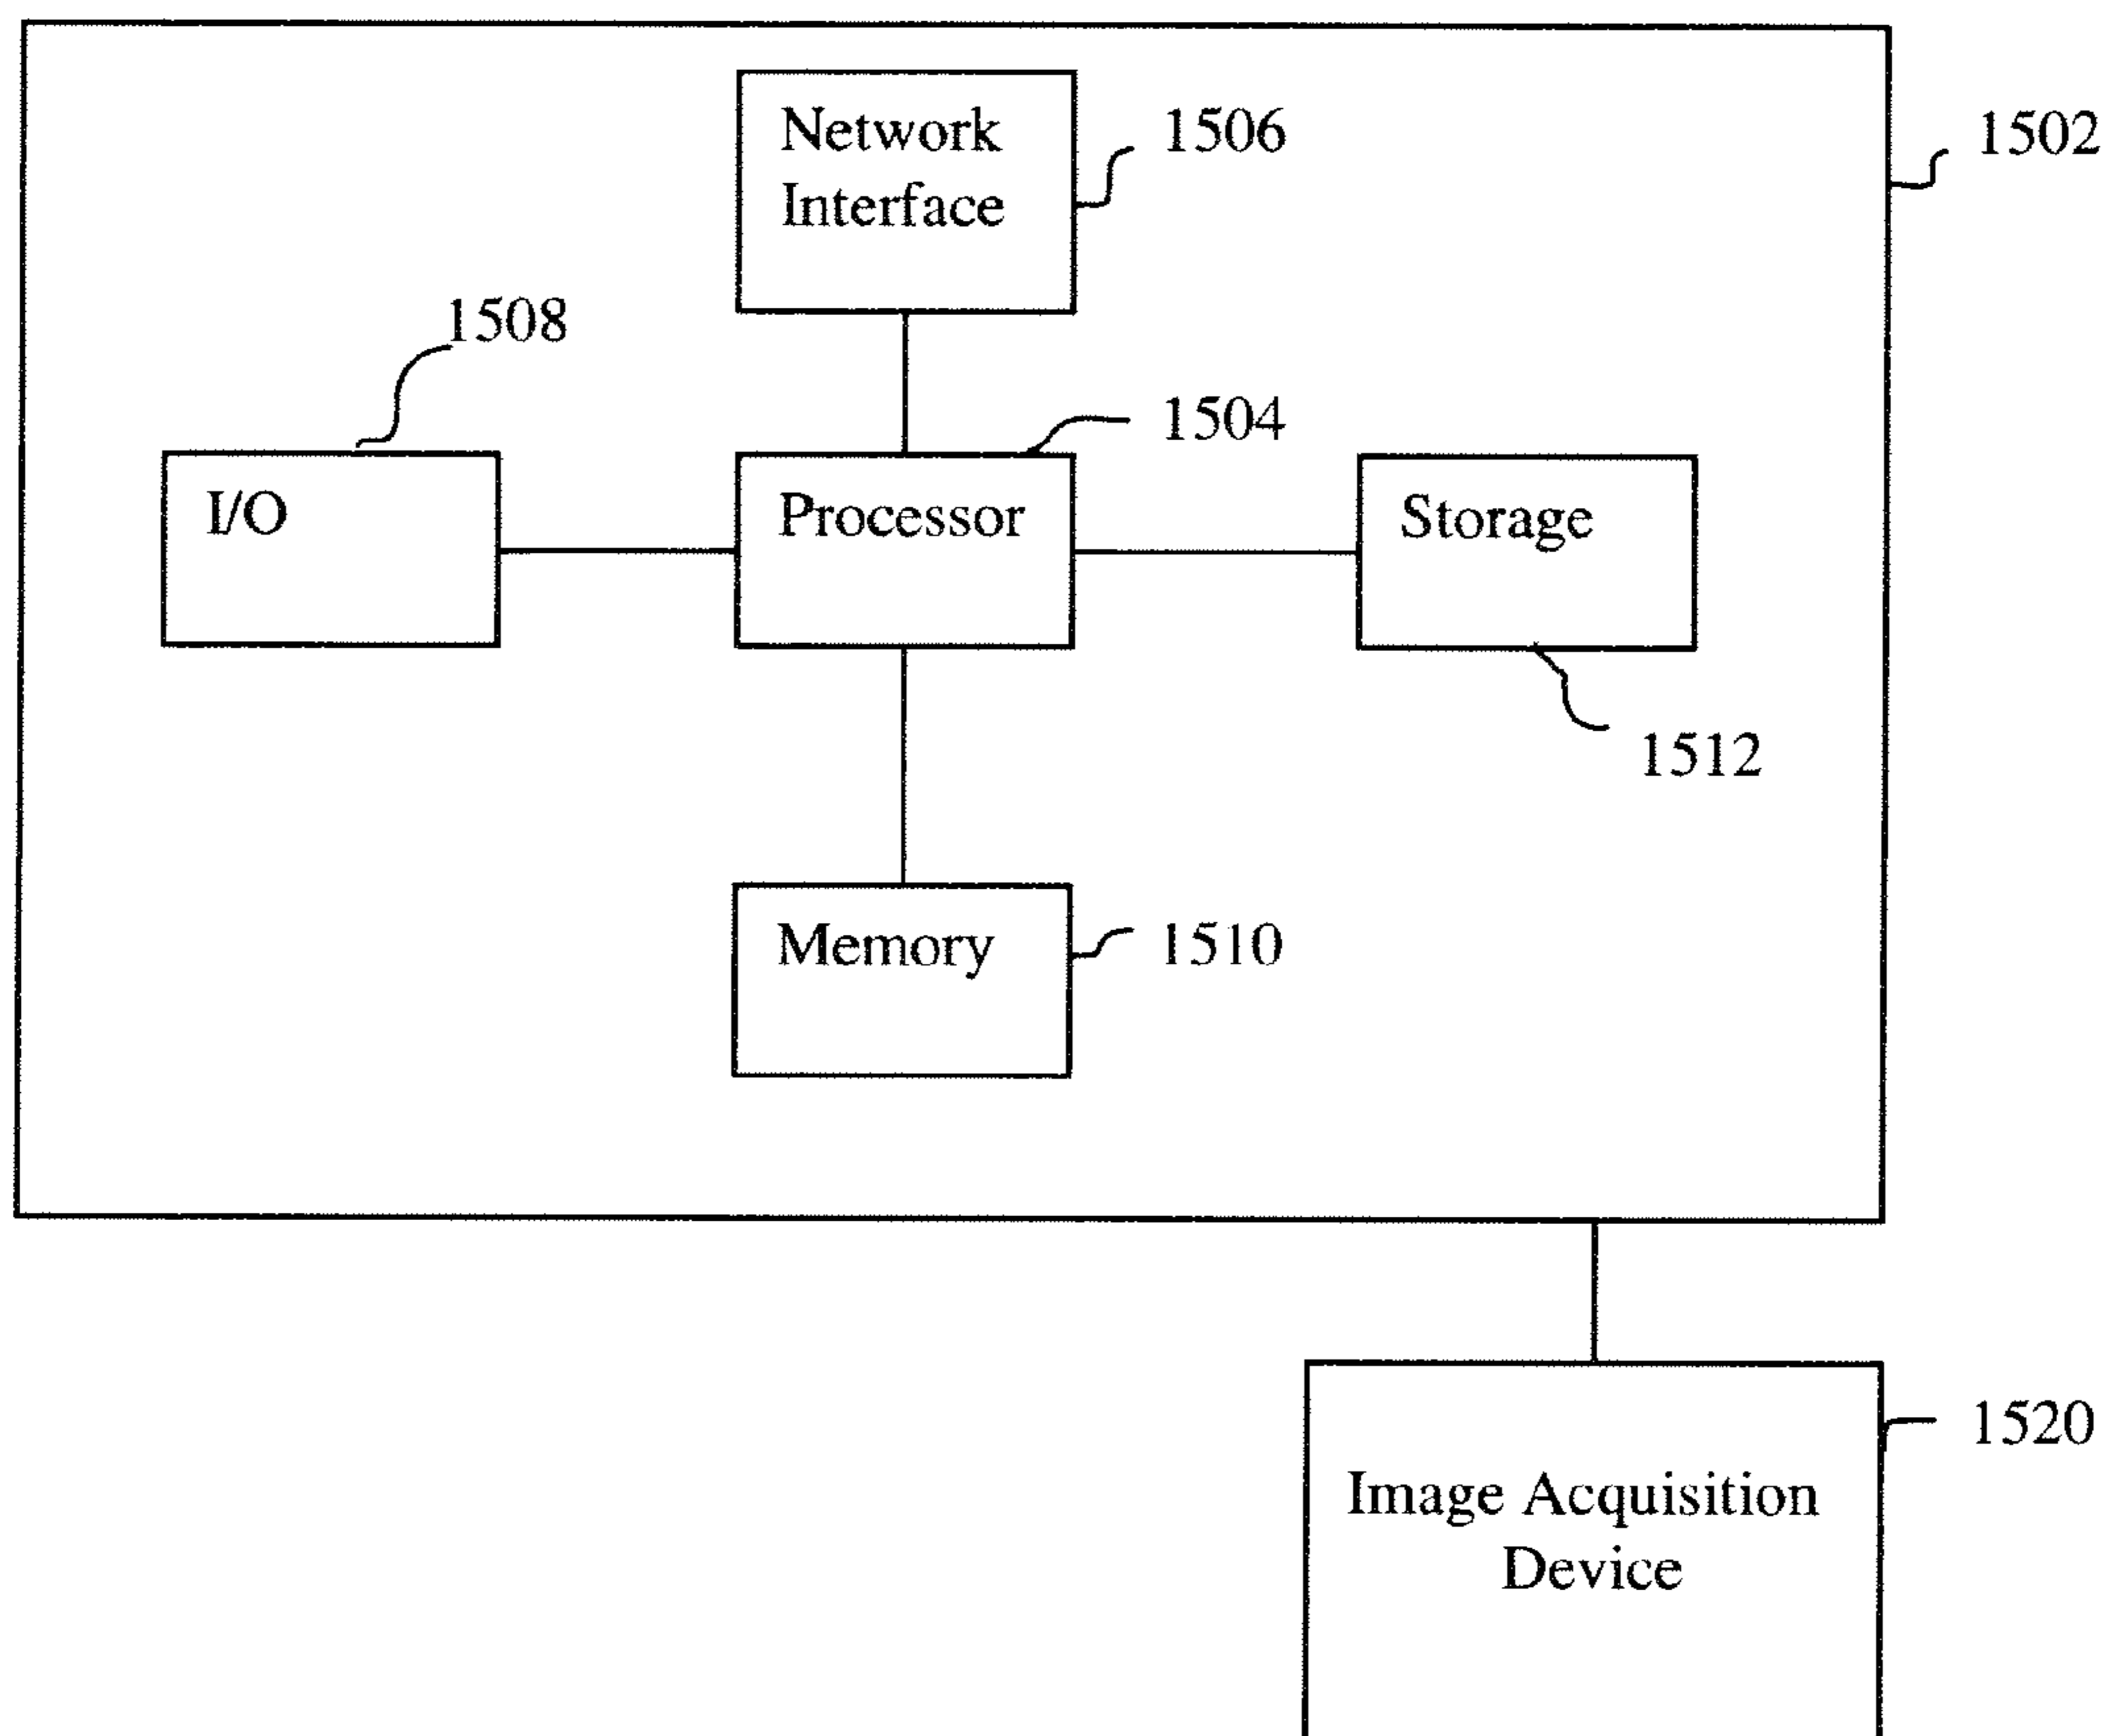 Network
Interface
1506
1502
1508
1504
I/O
Processor
Storage
1512
Memory
1510
1520
Image Acquisition
Device